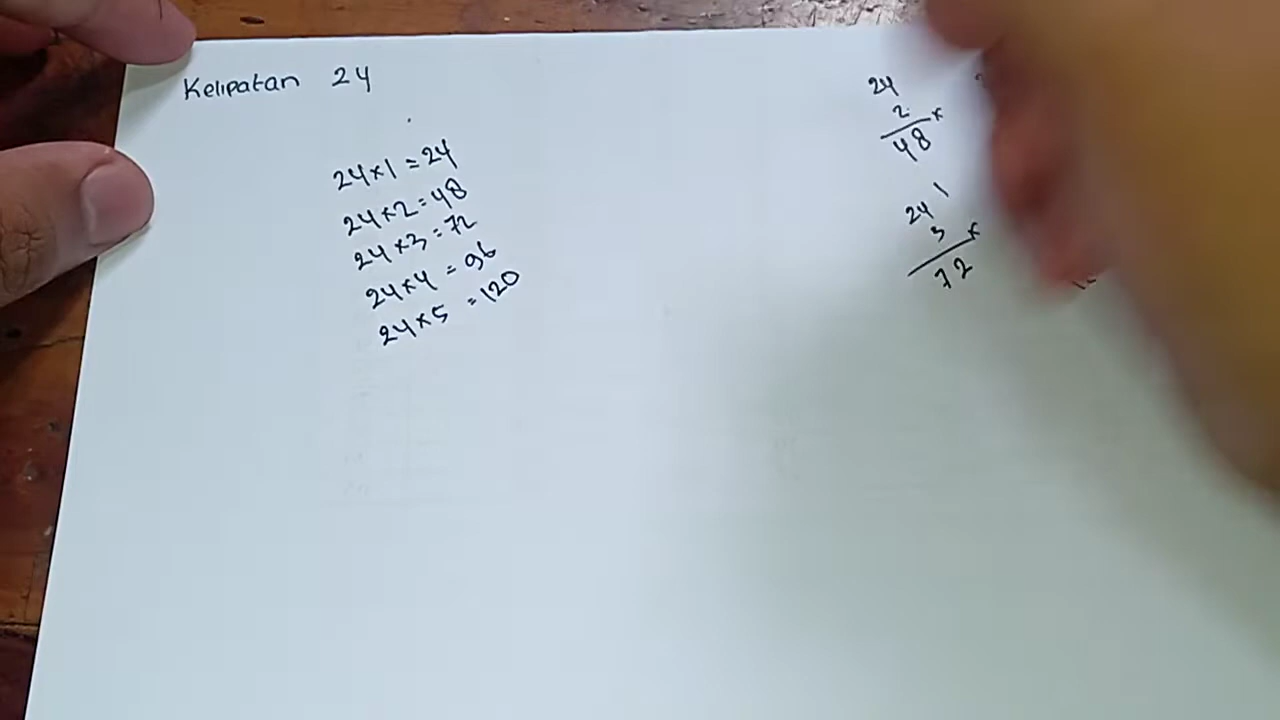 Kelipatan 24
24×1 = 24
24×2 = 48
24×3 = 72
24×4 = 96
24×5 = 120
24
2 ×
48
1
24
3 ×
72